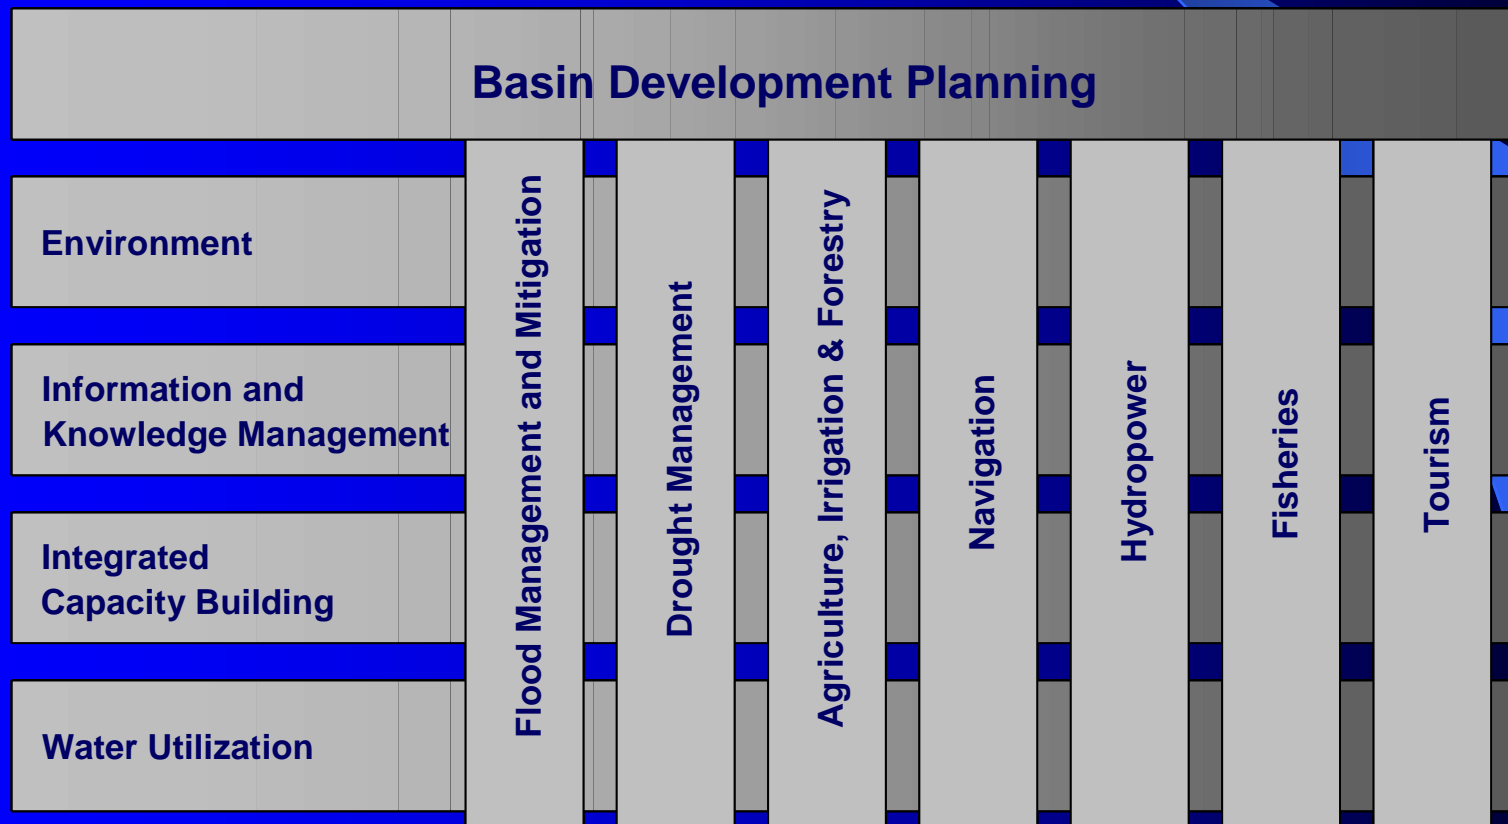 Basin Development Planning
Environment
Information and
Knowledge Management
Integrated
Capacity Building
Water Utilization
Flood Management and Mitigation
Drought Management
Agriculture, Irrigation & Forestry
Navigation
Hydropower
Fisheries
Tourism